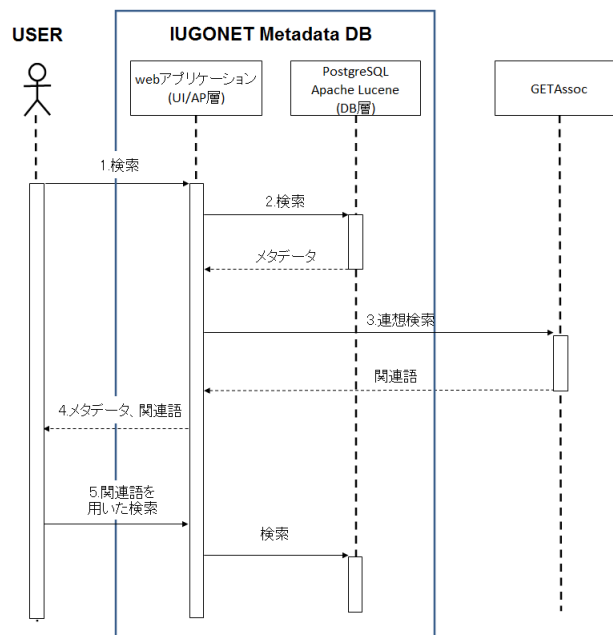 USER
IUGONET Metadata DB
webアプリケーション
(UI/AP層)
PostgreSQL
Apache Lucene
(DB層)
GETAssoc
1.検索
2.検索
メタデータ
3.連想検索
関連語
4.メタデータ、関連語
5.関連語を
用いた検索
検索